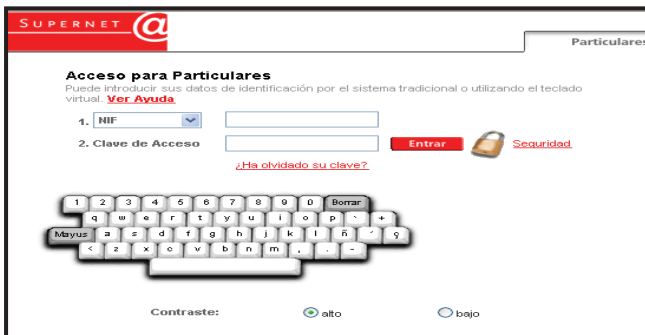 SUPERNET @
Particulares
Acceso para Particulares
Puede introducir sus datos de identificación por el sistema tradicional o utilizando el teclado
virtual. Ver Ayuda
1. NIF
2. Clave de Acceso
Entrar
Seguridad
¿Ha olvidado su clave?
1 2 3 4 5 6 7 8 9 0 Borrar
q w e r t y u i o p ` +
Mayus a s d f g h j k l ñ ´ ç
< z x c v b n m , . -
Contraste: alto bajo